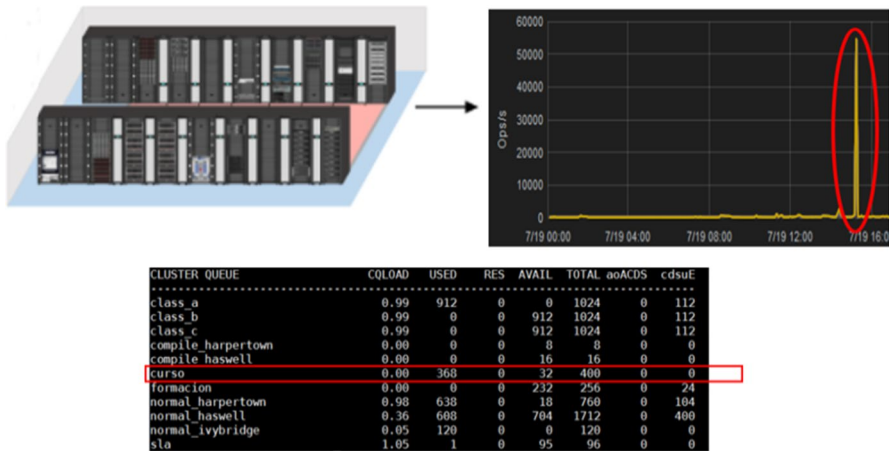 60000
50000
40000
30000
20000
10000
0
Ops/s
7/19 00:00 7/19 04:00 7/19 08:00 7/19 12:00 7/19 16:0
CLUSTER QUEUE CQLOAD USED RES AVAIL TOTAL aoACDS cdsuE
class_a 0.99 912 0 0 1024 0 112
class_b 0.99 0 0 912 1024 0 112
class_c 0.99 0 0 912 1024 0 112
compile_harpertown 0.00 0 0 8 8 0 0
compile_haswell 0.00 0 0 16 16 0 0
curso 0.00 368 0 32 400 0 0
formacion 0.00 0 0 232 256 0 24
normal_harpertown 0.98 638 0 18 760 0 104
normal_haswell 0.36 608 0 704 1712 0 400
normal_ivybridge 0.05 120 0 0 120 0 0
sla 1.05 1 0 95 96 0 0